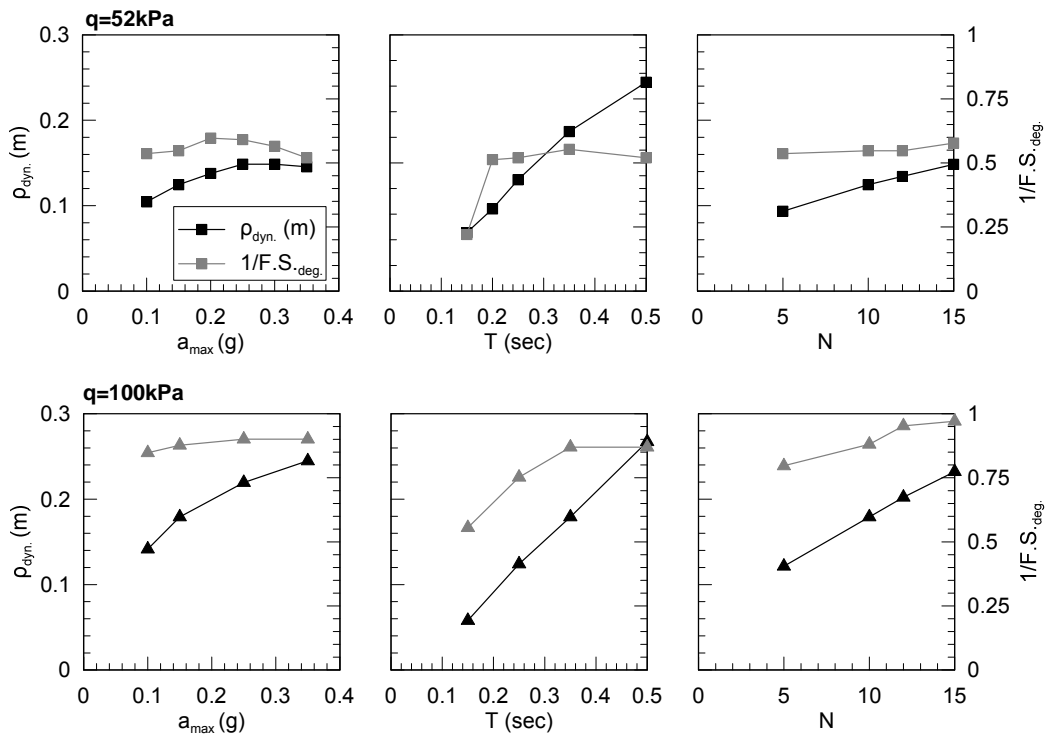 q=52kPa
0.3
0.2
0.1
0
ρdyn. (m)
0 0.1 0.2 0.3 0.4
amax (g)
ρdyn. (m)
1/F.S.deg.
0 0.1 0.2 0.3 0.4 0.5
T (sec)
0 5 10 15
N
1
0.75
0.5
0.25
0
1/F.S.deg.
q=100kPa
0.3
0.2
0.1
0
ρdyn. (m)
0 0.1 0.2 0.3 0.4
amax (g)
0 0.1 0.2 0.3 0.4 0.5
T (sec)
0 5 10 15
N
1
0.75
0.5
0.25
0
1/F.S.deg.